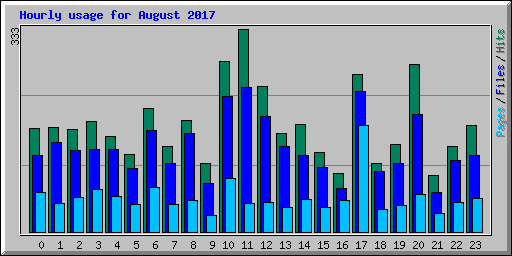 Hourly usage for August 2017
333
Pages/Files/Hits
0 1 2 3 4 5 6 7 8 9 10 11 12 13 14 15 16 17 18 19 20 21 22 23